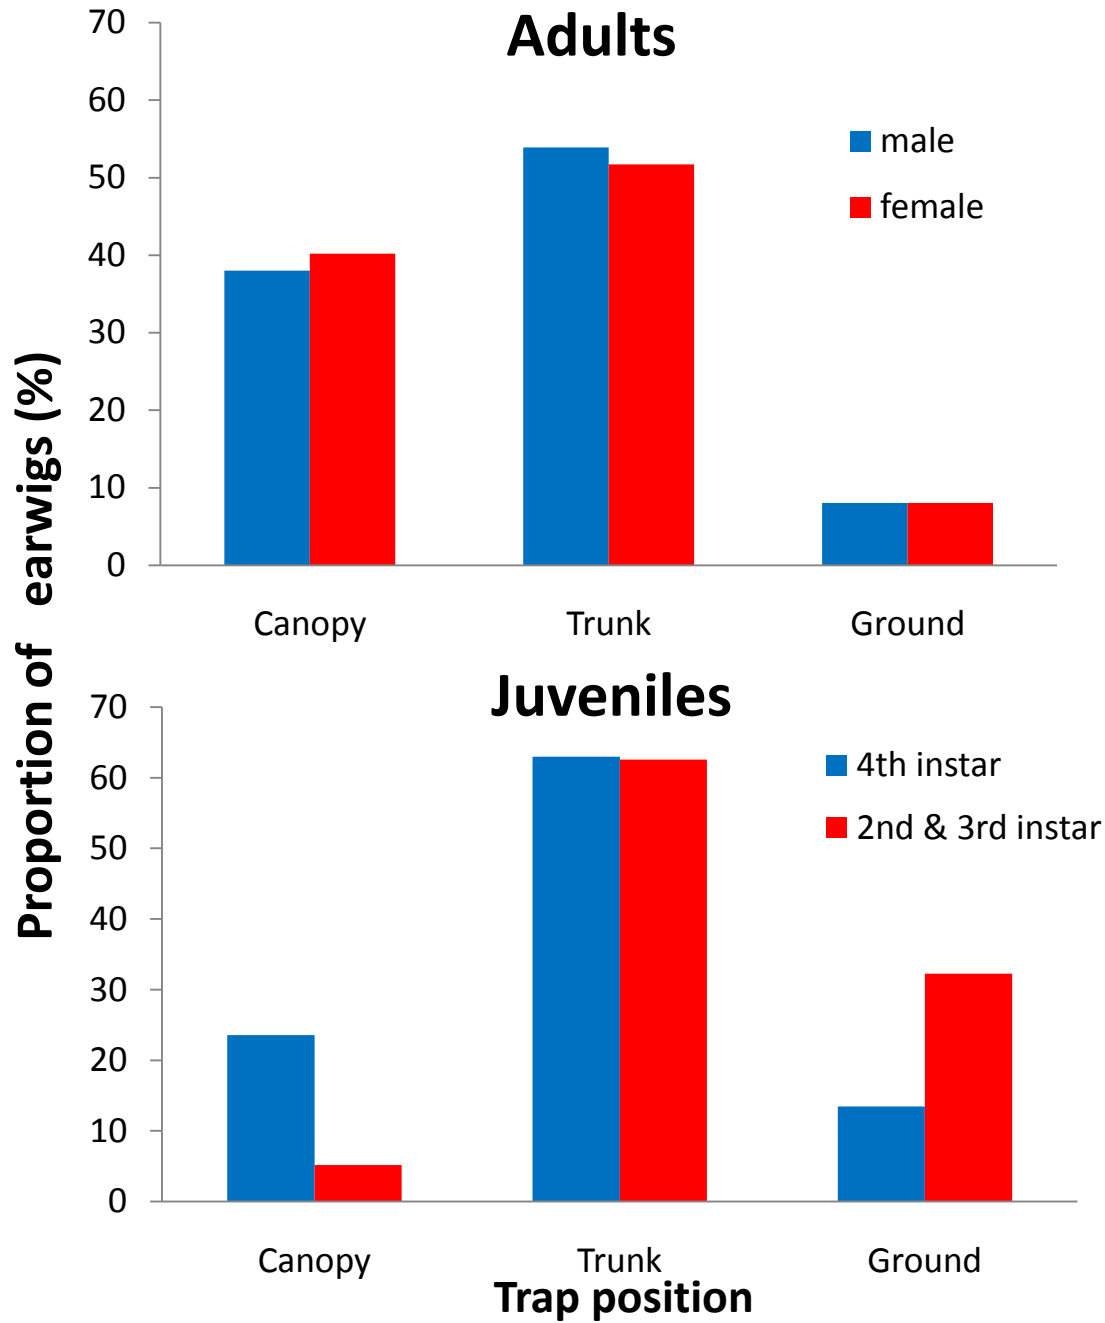 Adults
70
60
50
40
30
20
10
0
male
female
Canopy Trunk Ground
Proportion of earwigs (%)
Juveniles
70
60
50
40
30
20
10
0
4th instar
2nd & 3rd instar
Canopy Trunk Ground
Trap position